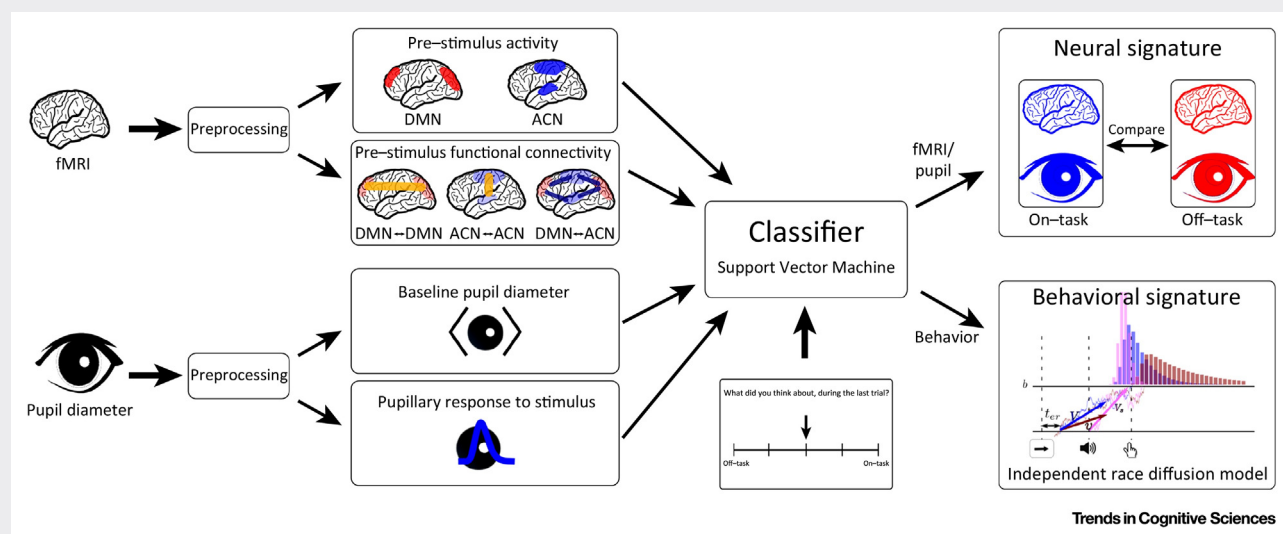 Pre–stimulus activity
DMN
ACN
fMRI
Preprocessing
Pre–stimulus functional connectivity
DMN↔DMN
ACN↔ACN
DMN↔ACN
Pupil diameter
Preprocessing
Baseline pupil diameter
Pupillary response to stimulus
Classifier
Support Vector Machine
What did you think about, during the last trial?
Off–task
On–task
fMRI/
pupil
Behavior
Neural signature
Compare
On–task
Off–task
Behavioral signature
b
t_er
V
υ
V_s
Independent race diffusion model
Trends in Cognitive Sciences